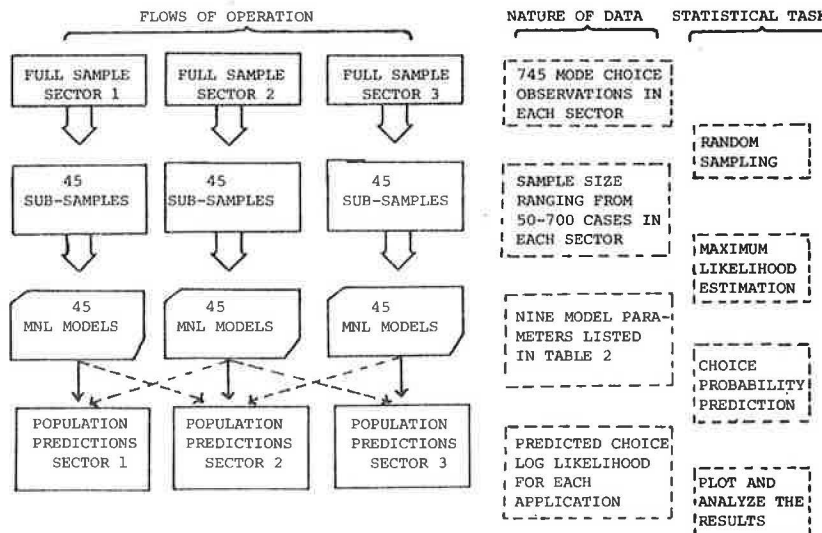 FLOWS OF OPERATION
NATURE OF DATA
STATISTICAL TASK
FULL SAMPLE
SECTOR 1
FULL SAMPLE
SECTOR 2
FULL SAMPLE
SECTOR 3
745 MODE CHOICE
OBSERVATIONS IN
EACH SECTOR
RANDOM
SAMPLING
45
SUB-SAMPLES
45
SUB-SAMPLES
45
SUB-SAMPLES
SAMPLE SIZE
RANGING FROM
50-700 CASES IN
EACH SECTOR
MAXIMUM
LIKELIHOOD
ESTIMATION
45
MNL MODELS
45
MNL MODELS
45
MNL MODELS
NINE MODEL PARA-
METERS LISTED
IN TABLE 2
CHOICE
PROBABILITY
PREDICTION
POPULATION
PREDICTIONS
SECTOR 1
POPULATION
PREDICTIONS
SECTOR 2
POPULATION
PREDICTIONS
SECTOR 3
PREDICTED CHOICE
LOG LIKELIHOOD
FOR EACH
APPLICATION
PLOT AND
ANALYZE THE
RESULTS